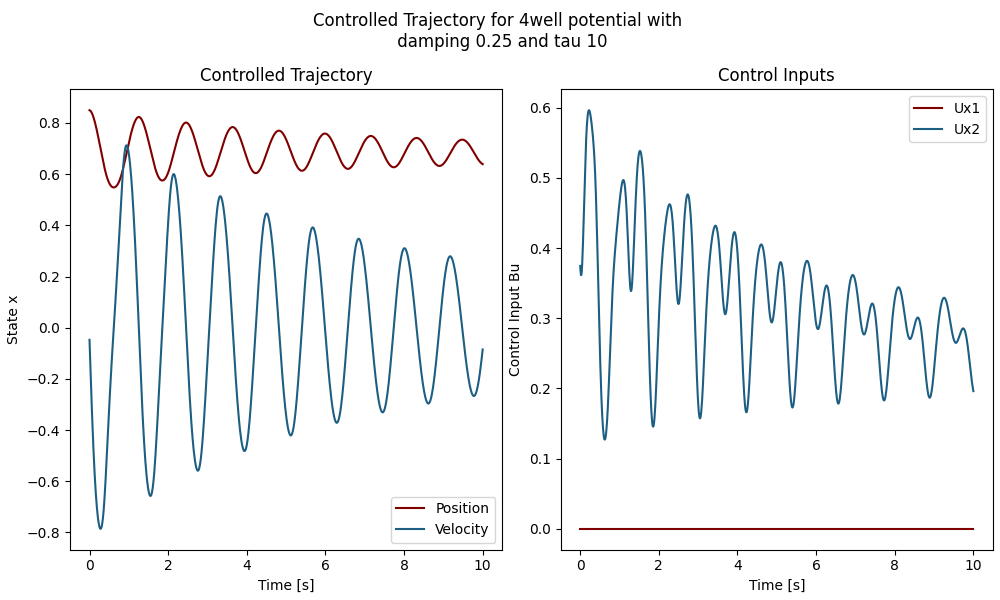 Controlled Trajectory for 4well potential with
damping 0.25 and tau 10
Controlled Trajectory
Control Inputs
State x
0.8
0.6
0.4
0.2
0.0
−0.2
−0.4
−0.6
−0.8
Position
Velocity
0
2
4
6
8
10
Time [s]
Control Input Bu
0.6
0.5
0.4
0.3
0.2
0.1
0.0
Ux1
Ux2
0
2
4
6
8
10
Time [s]